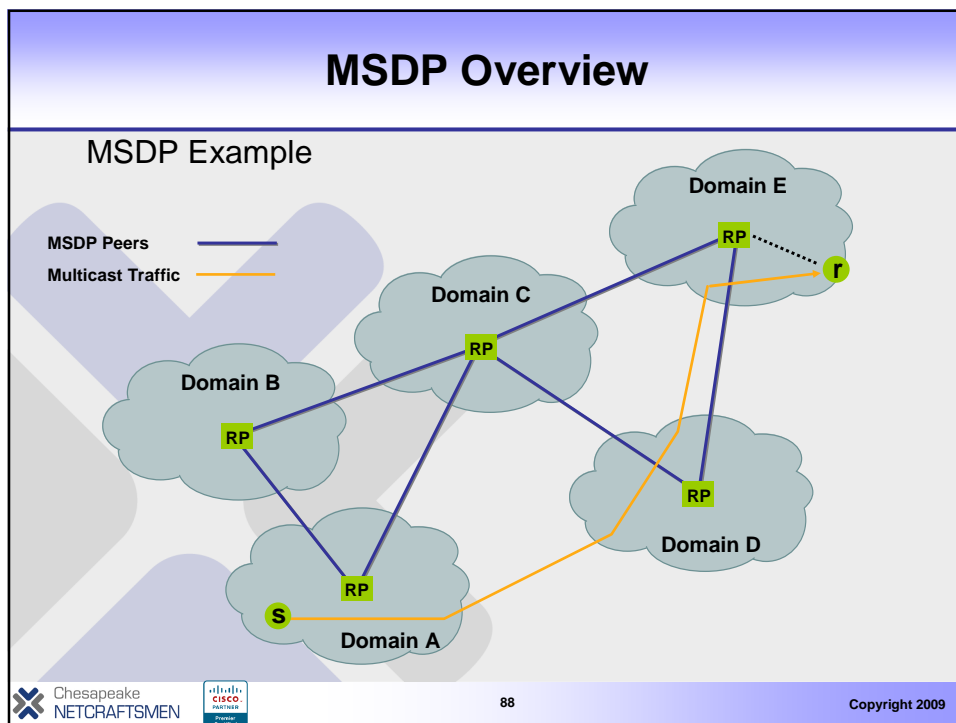 MSDP Overview
MSDP Example
MSDP Peers
Multicast Traffic
Domain E
RP
r
Domain C
RP
Domain B
RP
RP
Domain D
RP
s
Domain A
Chesapeake
NETCRAFTSMEN
CISCO
PARTNER
Premier
88
Copyright 2009